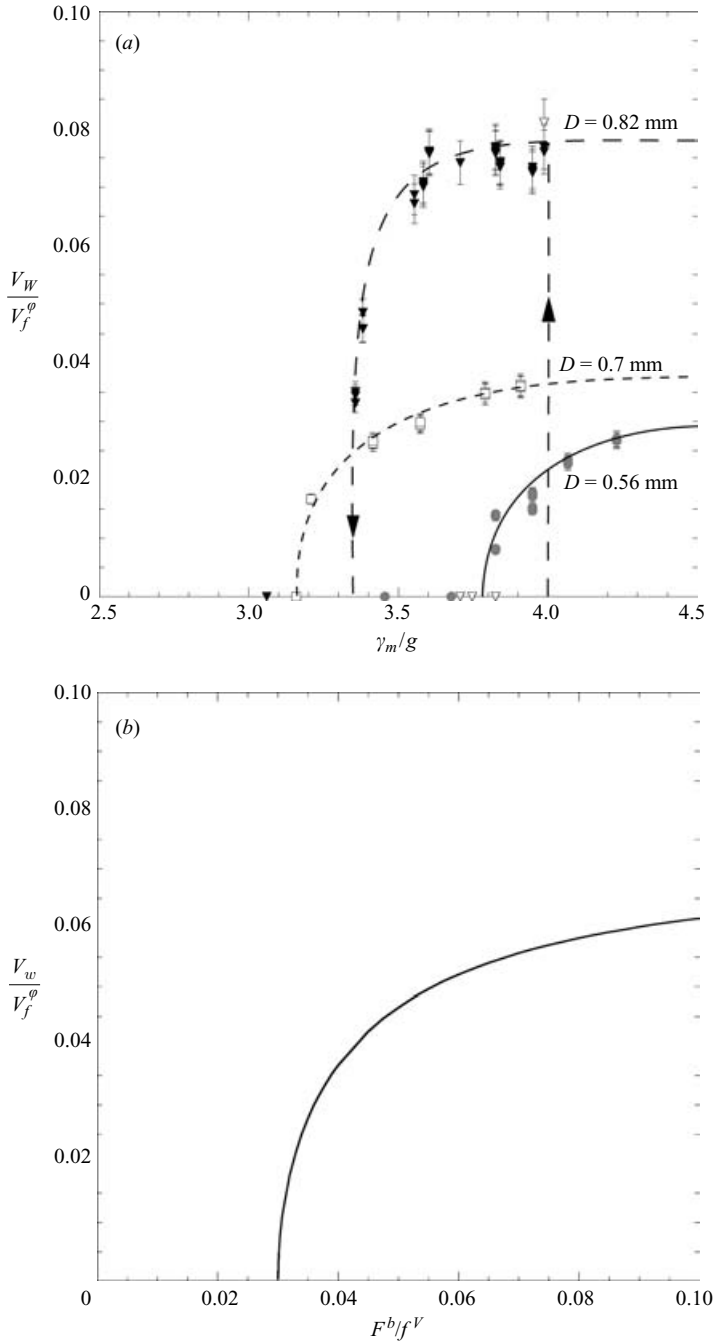 0.10
(a)
D = 0.82 mm
0.08
0.06
V_W
V_f^φ
0.04
D = 0.7 mm
0.02
D = 0.56 mm
0
2.5 3.0 3.5 4.0 4.5
γ_m/g
0.10
(b)
0.08
0.06
V_w
V_f^φ
0.04
0.02
0 0.02 0.04 0.06 0.08 0.10
F^b/f^V